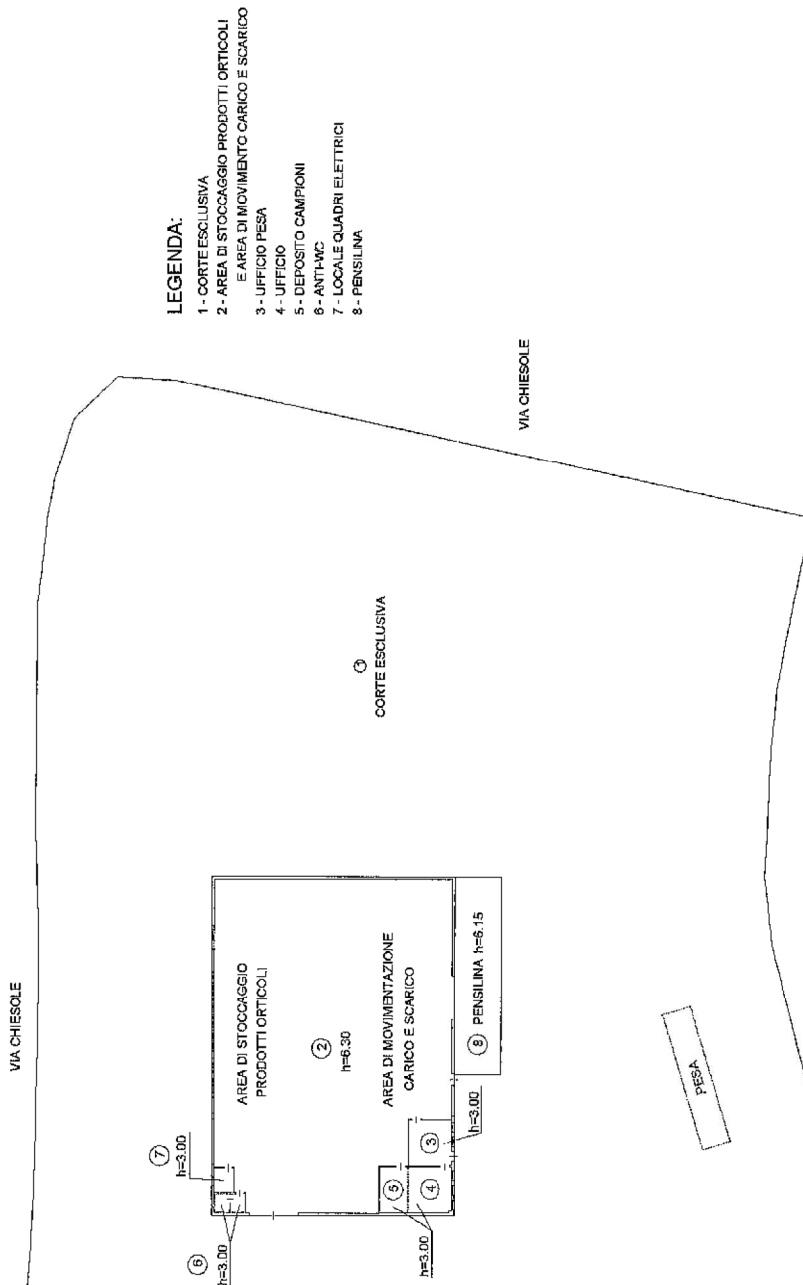 LEGENDA:
1 - CORTE ESCLUSIVA
2 - AREA DI STOCCAGGIO PRODOTTI ORTICOLI
E AREA DI MOVIMENTO CARICO E SCARICO
3 - UFFICIO PESA
4 - UFFICIO
5 - DEPOSITO CAMPIONI
6 - ANTI-WC
7 - LOCALE QUADRI ELETTRICI
8 - PENSILINA
VIA CHIESOLE
VIA CHIESOLE
1
CORTE ESCLUSIVA
7
h=3.00
6
h=3.00
AREA DI STOCCAGGIO
PRODOTTI ORTICOLI
2
h=6.30
AREA DI MOVIMENTAZIONE
CARICO E SCARICO
5
4
h=3.00
3
h=3.00
8 PENSILINA h=6.15
PESA